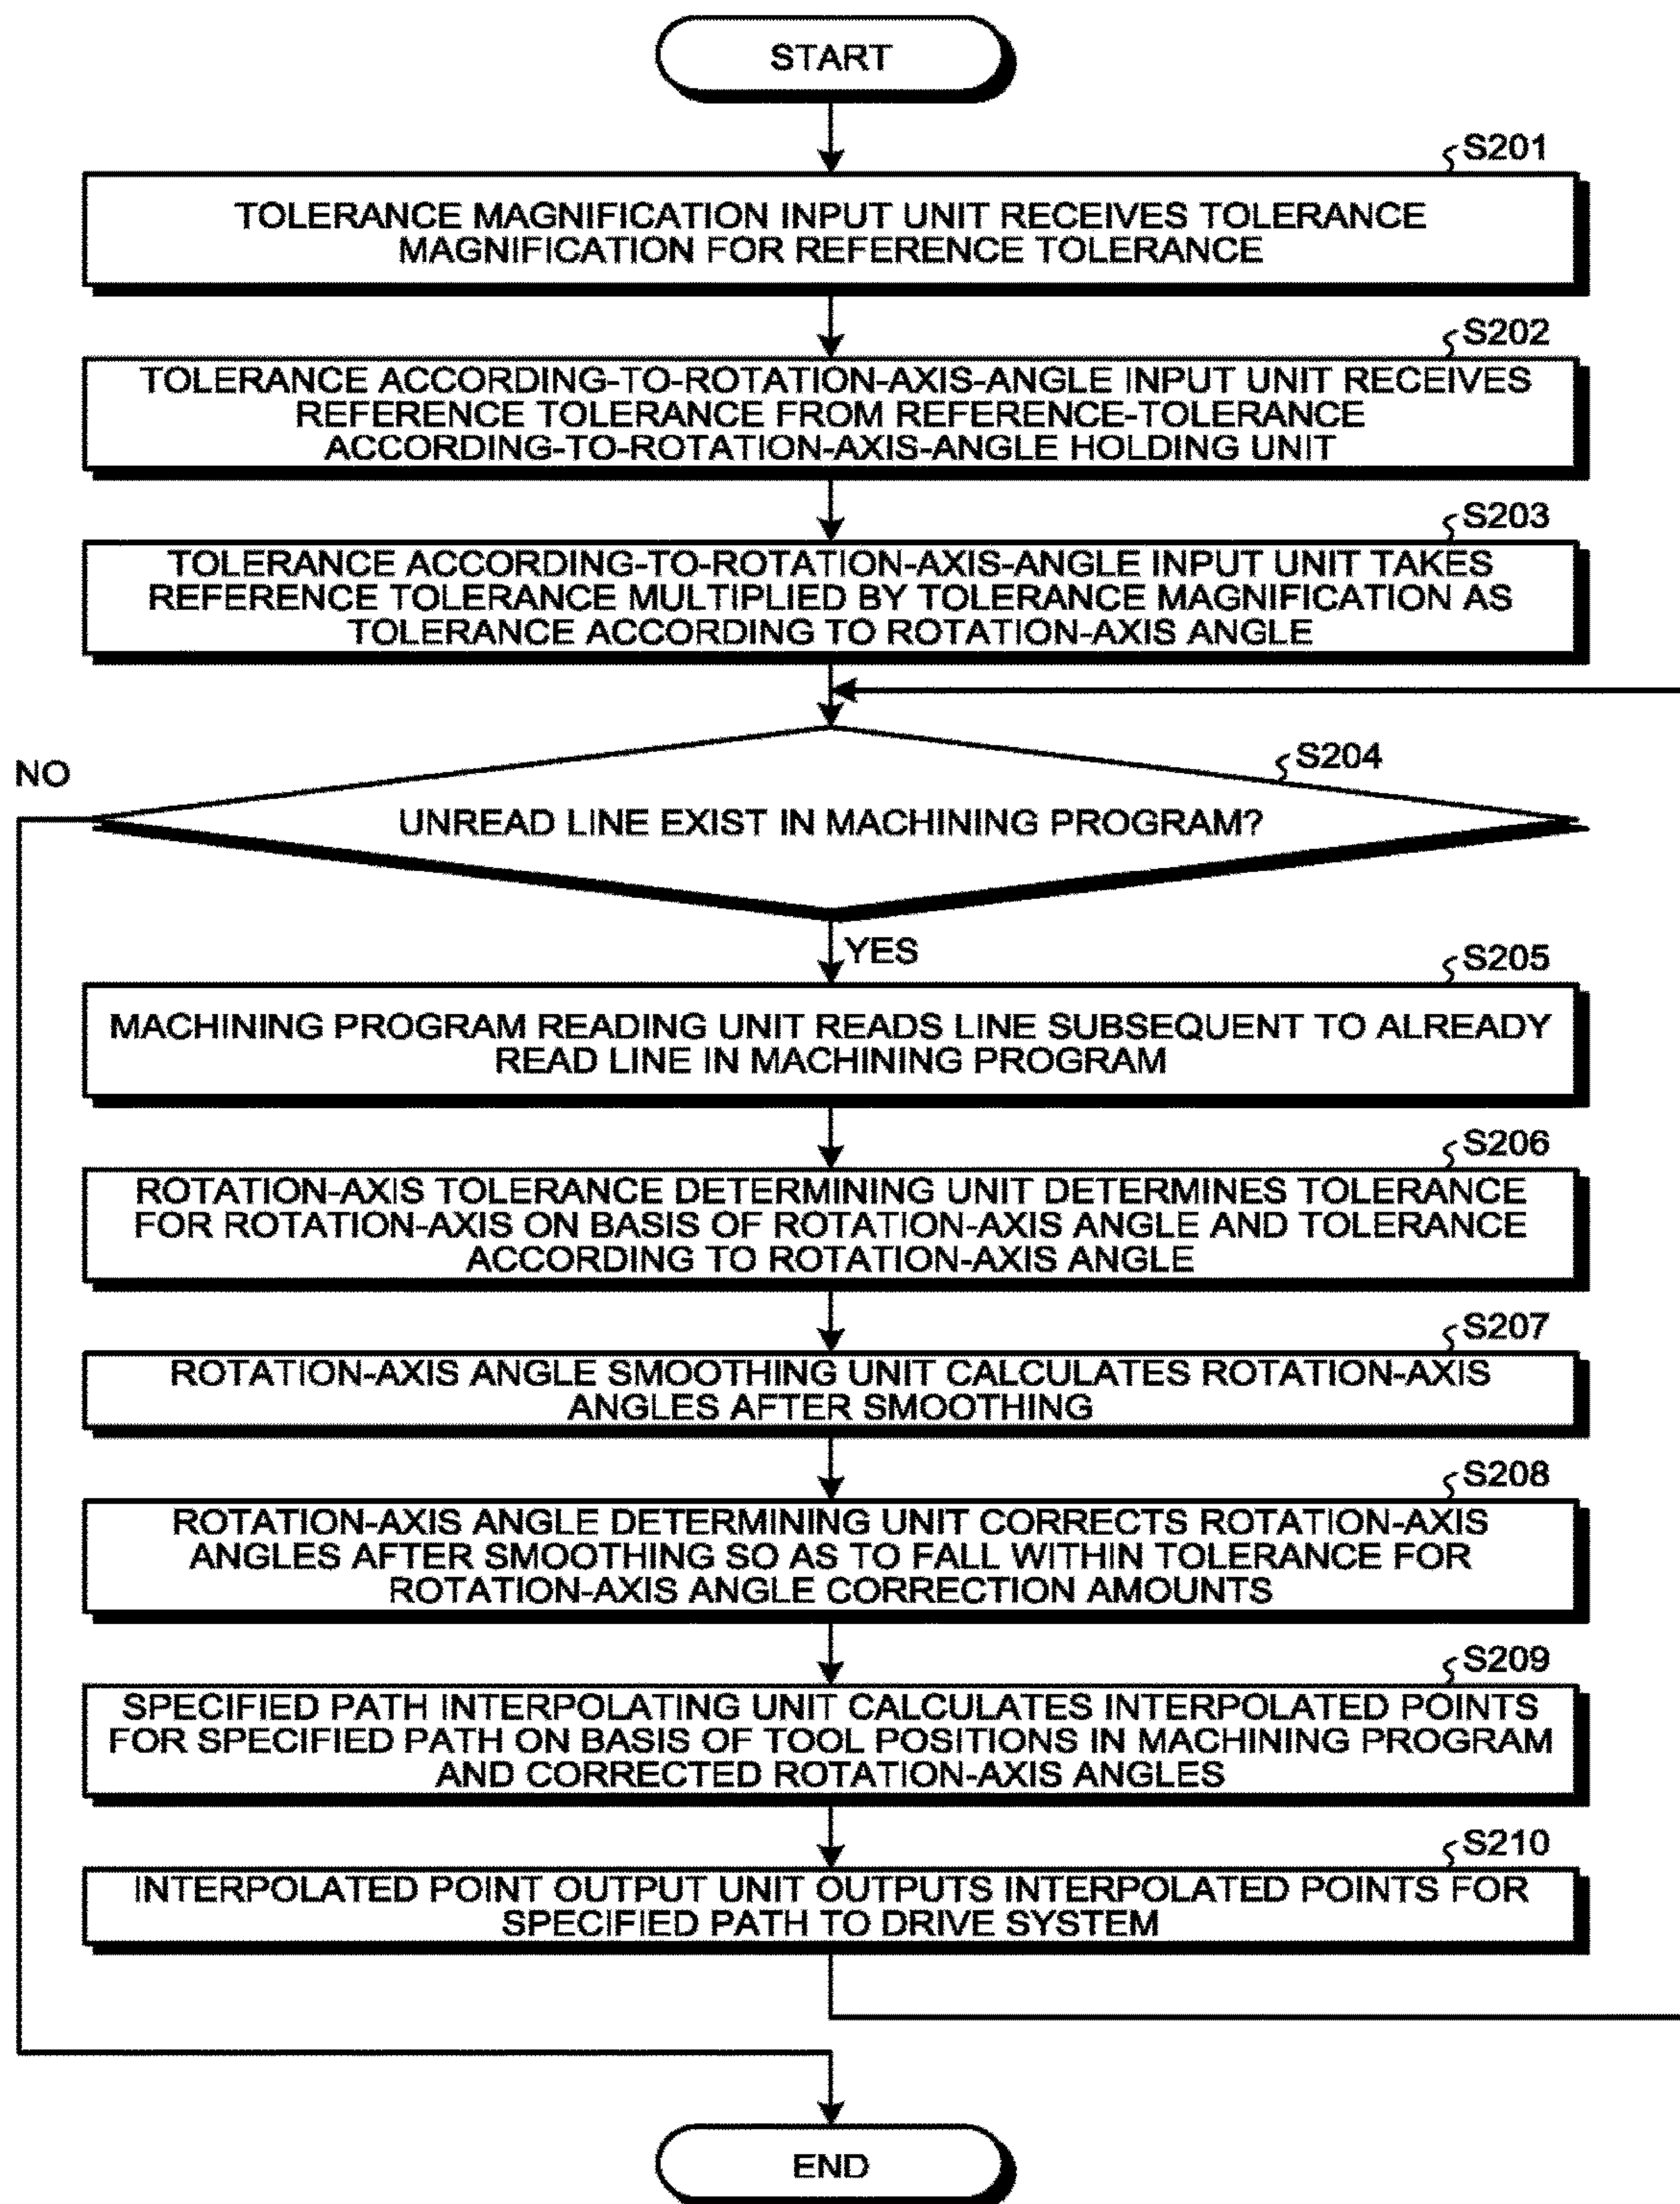 START
S201
TOLERANCE MAGNIFICATION INPUT UNIT RECEIVES TOLERANCE
MAGNIFICATION FOR REFERENCE TOLERANCE
S202
TOLERANCE ACCORDING-TO-ROTATION-AXIS-ANGLE INPUT UNIT RECEIVES
REFERENCE TOLERANCE FROM REFERENCE-TOLERANCE
ACCORDING-TO-ROTATION-AXIS-ANGLE HOLDING UNIT
S203
TOLERANCE ACCORDING-TO-ROTATION-AXIS-ANGLE INPUT UNIT TAKES
REFERENCE TOLERANCE MULTIPLIED BY TOLERANCE MAGNIFICATION AS
TOLERANCE ACCORDING TO ROTATION-AXIS ANGLE
S204
NO
UNREAD LINE EXIST IN MACHINING PROGRAM?
YES
S205
MACHINING PROGRAM READING UNIT READS LINE SUBSEQUENT TO ALREADY
READ LINE IN MACHINING PROGRAM
S206
ROTATION-AXIS TOLERANCE DETERMINING UNIT DETERMINES TOLERANCE
FOR ROTATION-AXIS ON BASIS OF ROTATION-AXIS ANGLE AND TOLERANCE
ACCORDING TO ROTATION-AXIS ANGLE
S207
ROTATION-AXIS ANGLE SMOOTHING UNIT CALCULATES ROTATION-AXIS
ANGLES AFTER SMOOTHING
S208
ROTATION-AXIS ANGLE DETERMINING UNIT CORRECTS ROTATION-AXIS
ANGLES AFTER SMOOTHING SO AS TO FALL WITHIN TOLERANCE FOR
ROTATION-AXIS ANGLE CORRECTION AMOUNTS
S209
SPECIFIED PATH INTERPOLATING UNIT CALCULATES INTERPOLATED POINTS
FOR SPECIFIED PATH ON BASIS OF TOOL POSITIONS IN MACHINING PROGRAM
AND CORRECTED ROTATION-AXIS ANGLES
S210
INTERPOLATED POINT OUTPUT UNIT OUTPUTS INTERPOLATED POINTS FOR
SPECIFIED PATH TO DRIVE SYSTEM
END